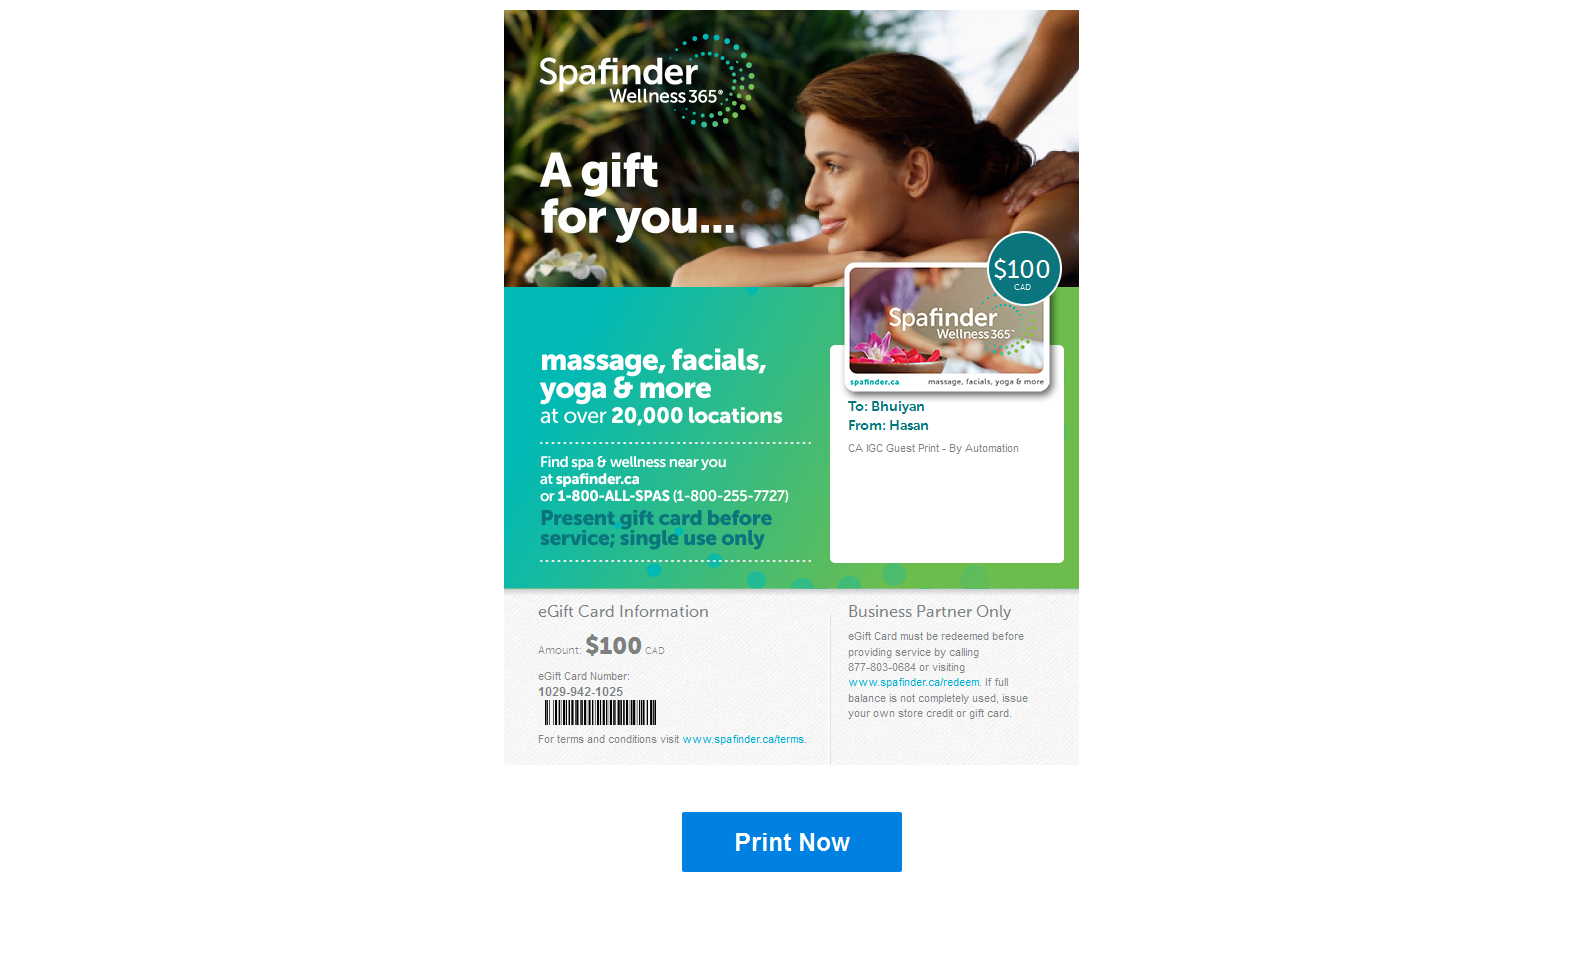 Spafinder
Wellness 365®
A gift
for you...
$100
CAD
Spafinder
Wellness 365™
spafinder.ca massage, facials, yoga & more
massage, facials,
yoga & more
at over 20,000 locations
Find spa & wellness near you
at spafinder.ca
or 1-800-ALL-SPAS (1-800-255-7727)
Present gift card before
service; single use only
To: Bhuiyan
From: Hasan
CA IGC Guest Print - By Automation
eGift Card Information
Amount: $100 CAD
eGift Card Number:
1029-942-1025
For terms and conditions visit www.spafinder.ca/terms.
Business Partner Only
eGift Card must be redeemed before
providing service by calling
877-803-0684 or visiting
www.spafinder.ca/redeem. If full
balance is not completely used, issue
your own store credit or gift card.
Print Now